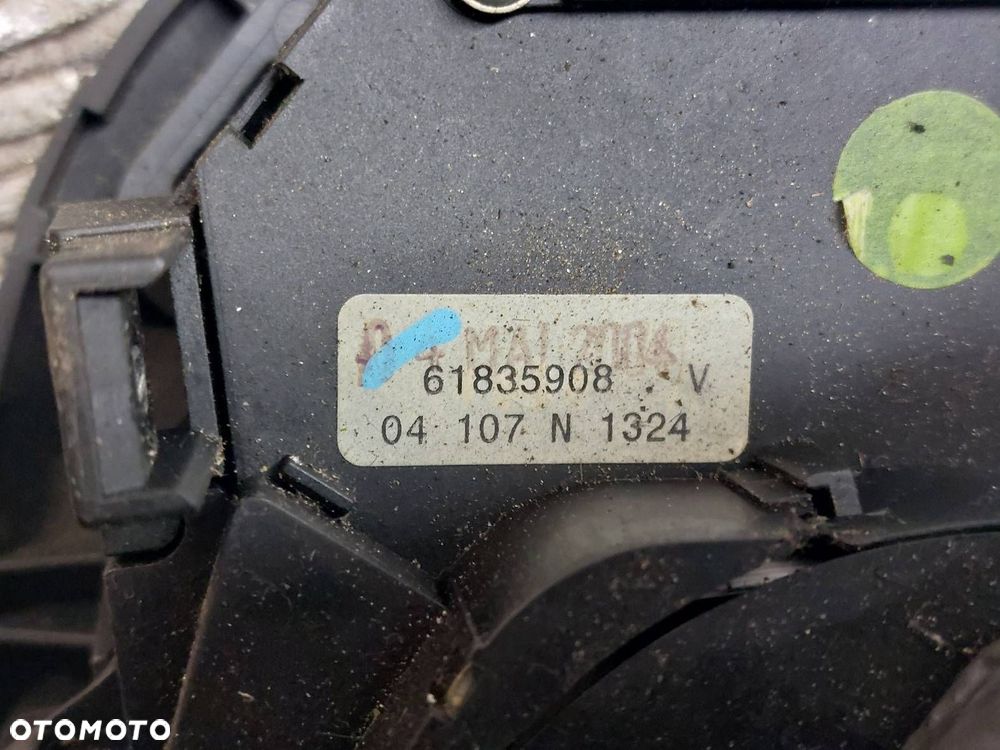 MAI 2004
61835908 . V
04 107 N 1324
OTOMOTO